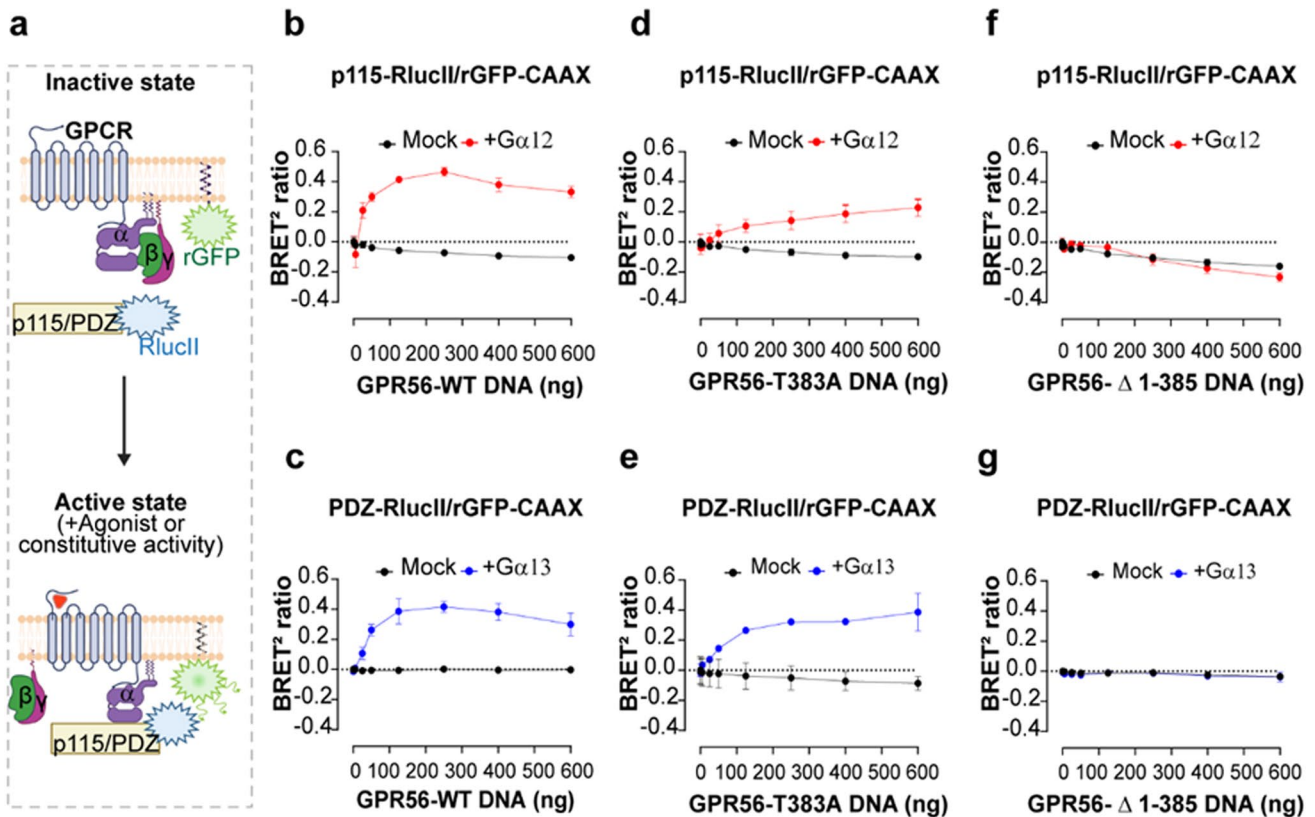 a
Inactive state
GPCR
α
β
γ
rGFP
p115/PDZ
RlucII
Active state
(+Agonist or
constitutive activity)
β
γ
α
p115/PDZ
b
p115-RlucII/rGFP-CAAX
Mock +Gα12
BRET² ratio
0.6
0.4
0.2
0.0
-0.2
-0.4
0 100 200 300 400 500 600
GPR56-WT DNA (ng)
c
PDZ-RlucII/rGFP-CAAX
Mock +Gα13
BRET² ratio
0.6
0.4
0.2
0.0
-0.2
-0.4
0 100 200 300 400 500 600
GPR56-WT DNA (ng)
d
p115-RlucII/rGFP-CAAX
Mock +Gα12
BRET² ratio
0.6
0.4
0.2
0.0
-0.2
-0.4
0 100 200 300 400 500 600
GPR56-T383A DNA (ng)
e
PDZ-RlucII/rGFP-CAAX
Mock +Gα13
BRET² ratio
0.6
0.4
0.2
0.0
-0.2
-0.4
0 100 200 300 400 500 600
GPR56-T383A DNA (ng)
f
p115-RlucII/rGFP-CAAX
Mock +Gα12
BRET² ratio
0.6
0.4
0.2
0.0
-0.2
-0.4
0 100 200 300 400 500 600
GPR56- Δ 1-385 DNA (ng)
g
PDZ-RlucII/rGFP-CAAX
Mock +Gα13
BRET² ratio
0.6
0.4
0.2
0.0
-0.2
-0.4
0 100 200 300 400 500 600
GPR56- Δ 1-385 DNA (ng)